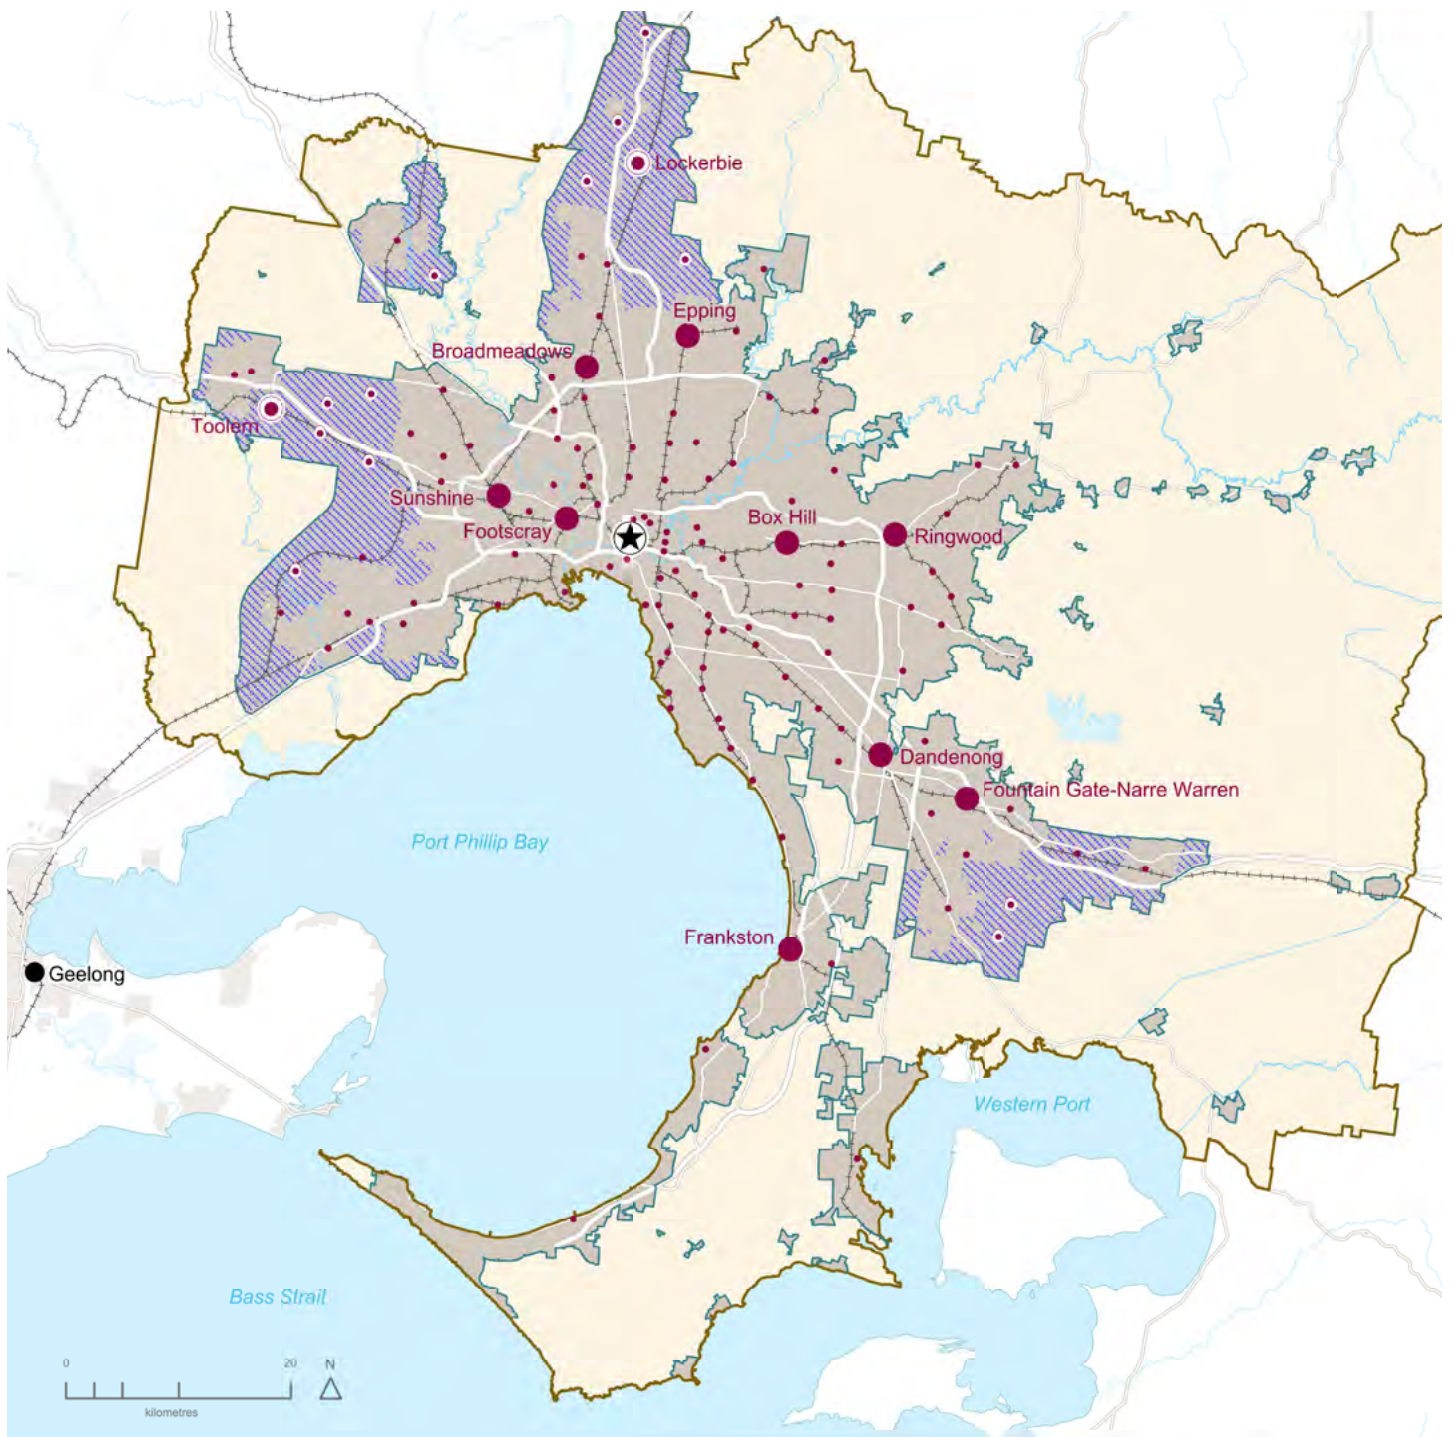 Lockerbie
Epping
Broadmeadows
Toolern
Sunshine
Footscray
Box Hill
Ringwood
Dandenong
Fountain Gate-Narre Warren
Port Phillip Bay
Frankston
Geelong
Western Port
Bass Strait
0 20 N
kilometres